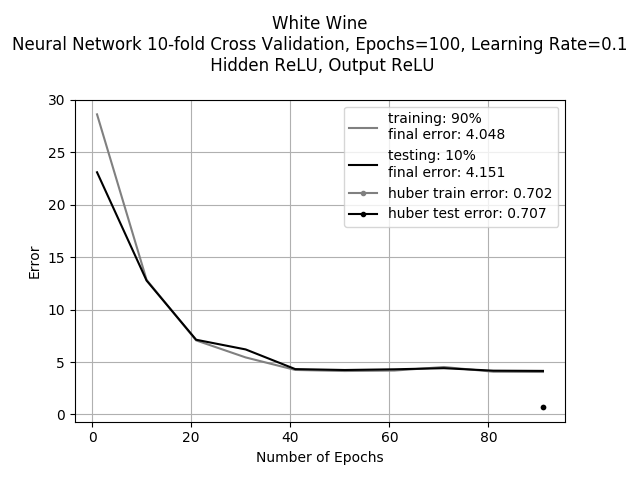 White Wine
Neural Network 10-fold Cross Validation, Epochs=100, Learning Rate=0.1
Hidden ReLU, Output ReLU
30
25
20
15
10
5
0
Error
training: 90%
final error: 4.048
testing: 10%
final error: 4.151
huber train error: 0.702
huber test error: 0.707
0 20 40 60 80
Number of Epochs